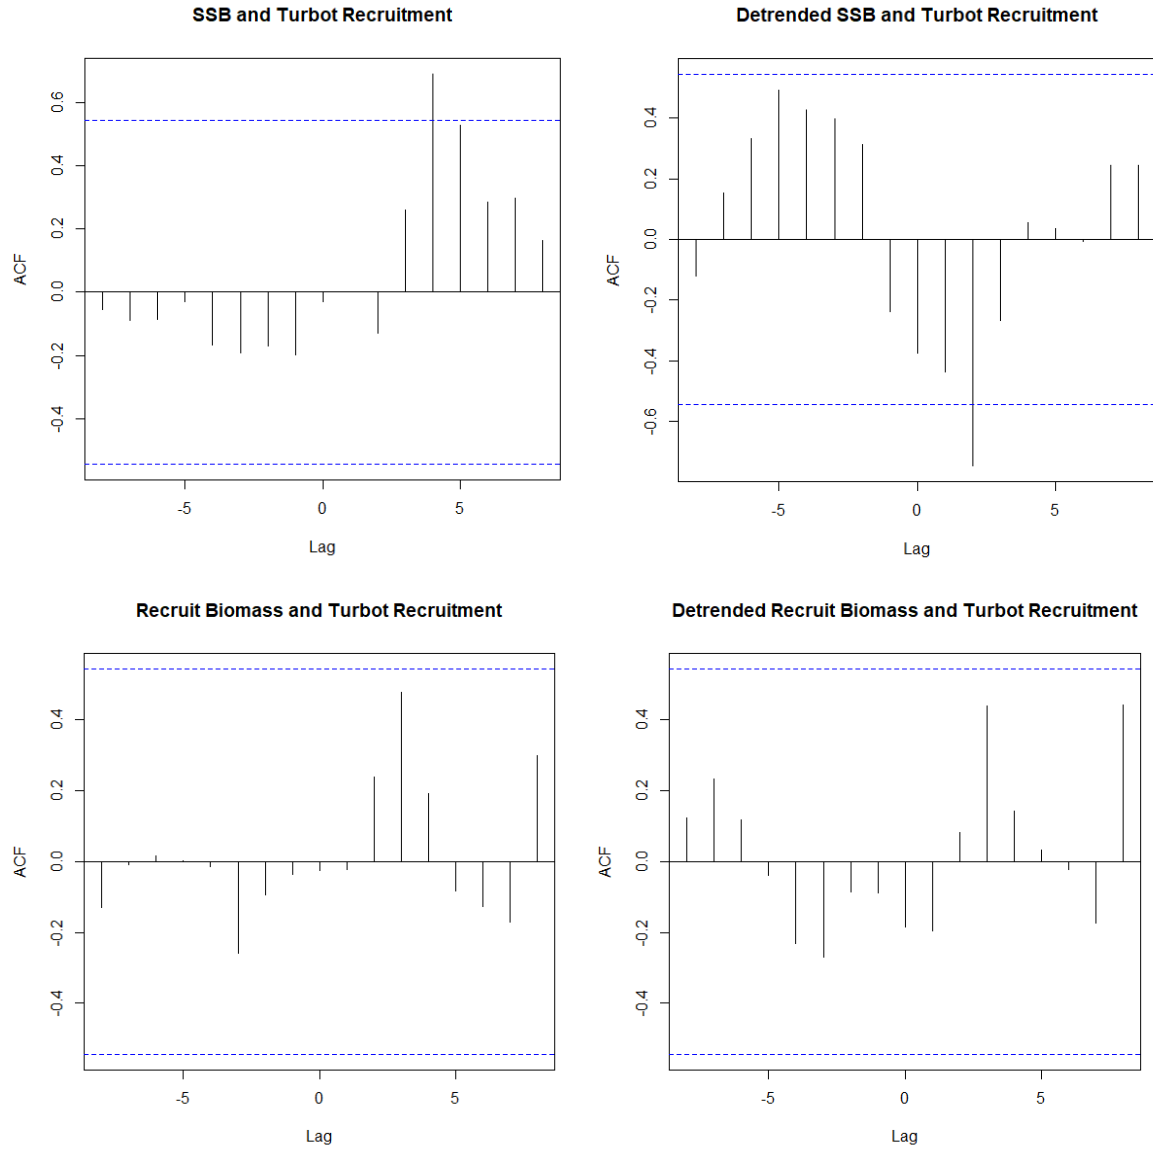 SSB and Turbot Recruitment
ACF
0.6
0.4
0.2
0.0
-0.2
-0.4
-5
0
5
Lag
Detrended SSB and Turbot Recruitment
ACF
0.4
0.2
0.0
-0.2
-0.4
-0.6
-5
0
5
Lag
Recruit Biomass and Turbot Recruitment
ACF
0.4
0.2
0.0
-0.2
-0.4
-5
0
5
Lag
Detrended Recruit Biomass and Turbot Recruitment
ACF
0.4
0.2
0.0
-0.2
-0.4
-5
0
5
Lag